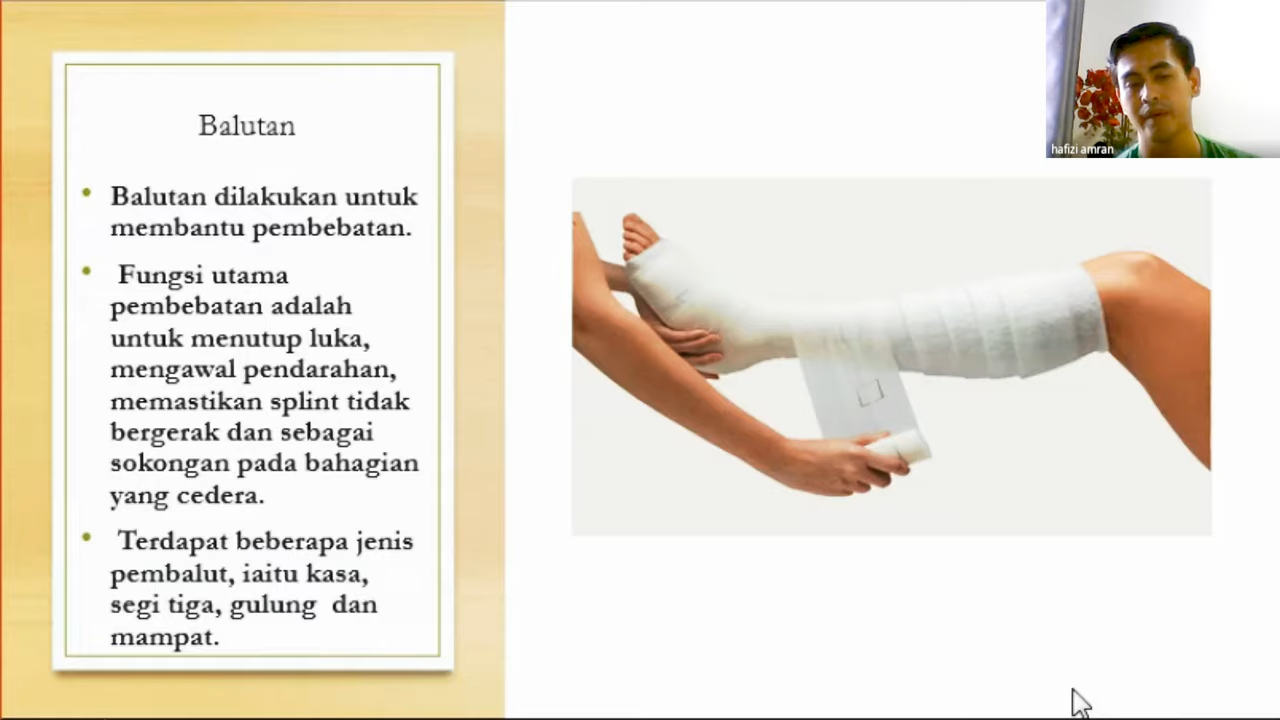 Balutan
Balutan dilakukan untuk
membantu pembebatan.
Fungsi utama
pembebatan adalah
untuk menutup luka,
mengawal pendarahan,
memastikan splint tidak
bergerak dan sebagai
sokongan pada bahagian
yang cedera.
Terdapat beberapa jenis
pembalut, iaitu kasa,
segi tiga, gulung dan
mampat.
hafizi amran